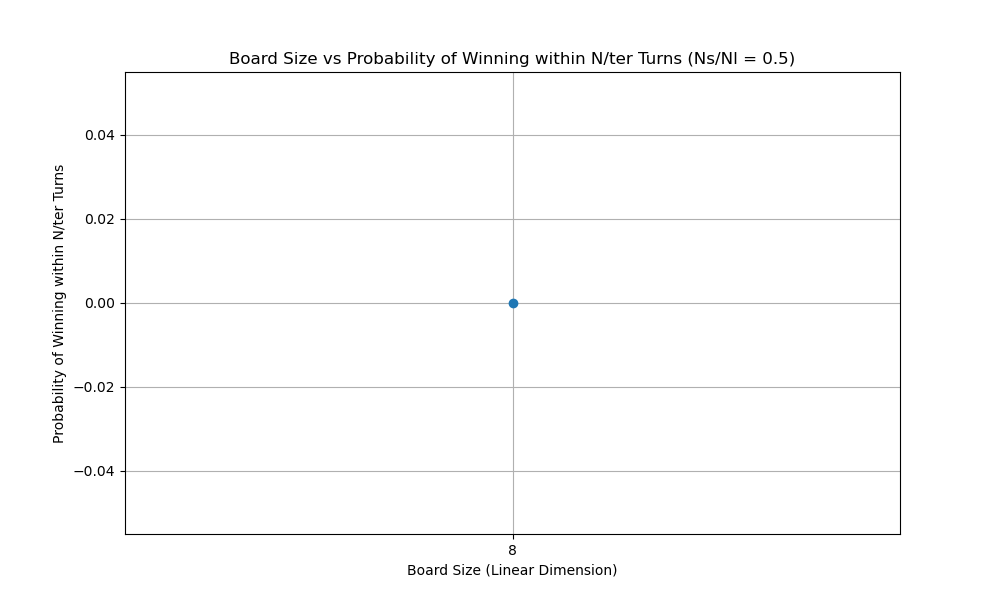 Board Size vs Probability of Winning within N/ter Turns (Ns/Nl = 0.5)
Probability of Winning within N/ter Turns
0.04
0.02
0.00
−0.02
−0.04
8
Board Size (Linear Dimension)